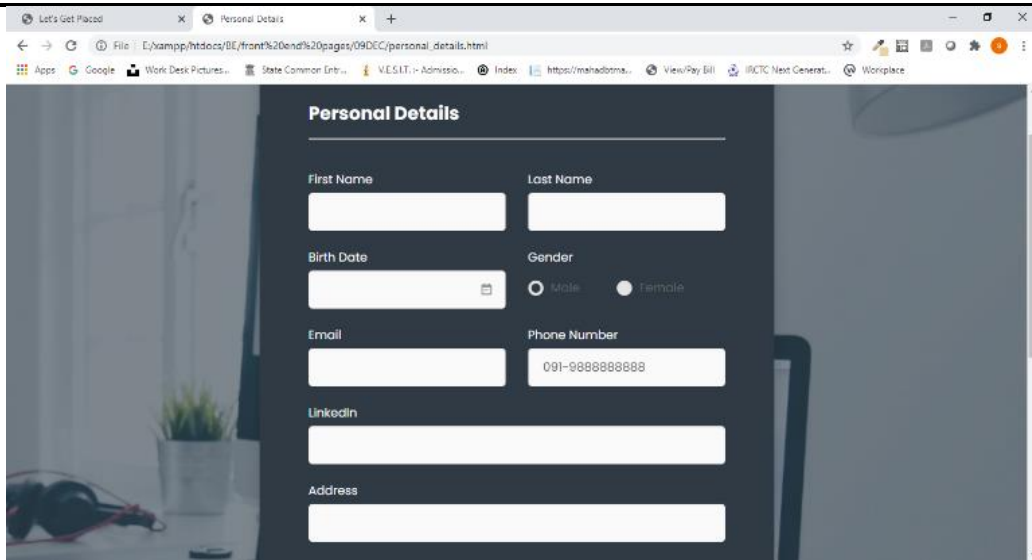 Let's Get Placed
Personal Details
File E:/xampp/htdocs/BE/front%20end%20pages/09DEC/personal_details.html
Apps Google Work Desk Pictures... State Common Entr... V.E.S.I.T. :- Admissio... Index https://mahadbtma... View/Pay Bill IRCTC Next Generat... Workplace
Personal Details
First Name Last Name
Birth Date Gender
Male Female
Email Phone Number
091-9888888888
LinkedIn
Address